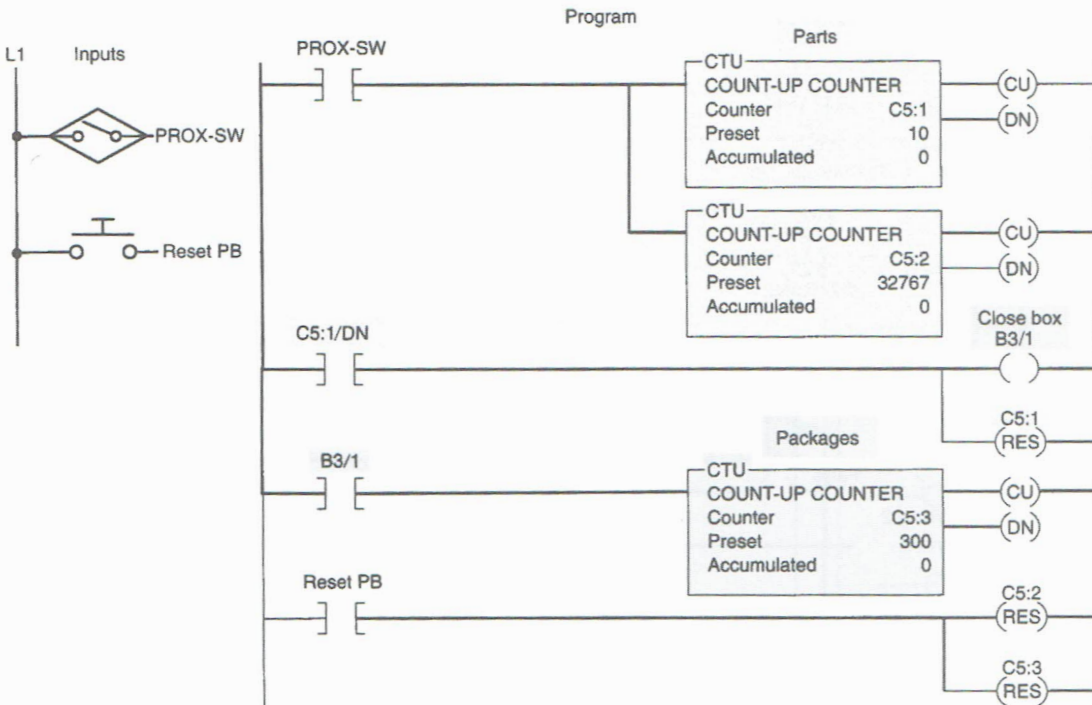 Program
L1
Inputs
PROX-SW
Reset PB
PROX-SW
Parts
CTU
COUNT-UP COUNTER
Counter C5:1
Preset 10
Accumulated 0
(CU)
(DN)
CTU
COUNT-UP COUNTER
Counter C5:2
Preset 32767
Accumulated 0
(CU)
(DN)
C5:1/DN
Close box
B3/1
C5:1
(RES)
B3/1
Packages
CTU
COUNT-UP COUNTER
Counter C5:3
Preset 300
Accumulated 0
(CU)
(DN)
Reset PB
C5:2
(RES)
C5:3
(RES)